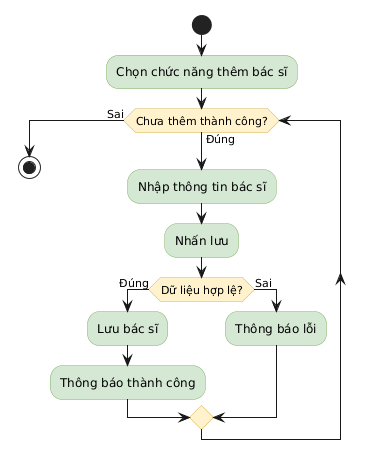 Chọn chức năng thêm bác sĩ
Sai
Chưa thêm thành công?
Đúng
Nhập thông tin bác sĩ
Nhấn lưu
Đúng
Dữ liệu hợp lệ?
Sai
Lưu bác sĩ
Thông báo lỗi
Thông báo thành công